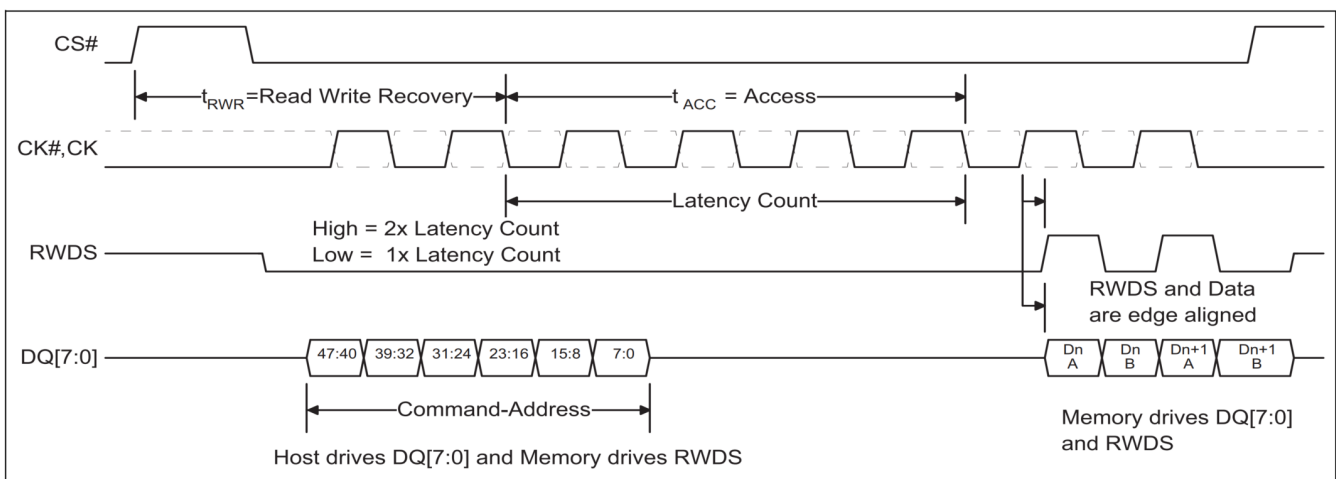 CS#
tRWR=Read Write Recovery
t ACC = Access
CK#,CK
Latency Count
High = 2x Latency Count
Low = 1x Latency Count
RWDS
RWDS and Data
are edge aligned
DQ[7:0]
47:40 39:32 31:24 23:16 15:8 7:0
Dn A
Dn B
Dn+1 A
Dn+1 B
Command-Address
Memory drives DQ[7:0]
and RWDS
Host drives DQ[7:0] and Memory drives RWDS